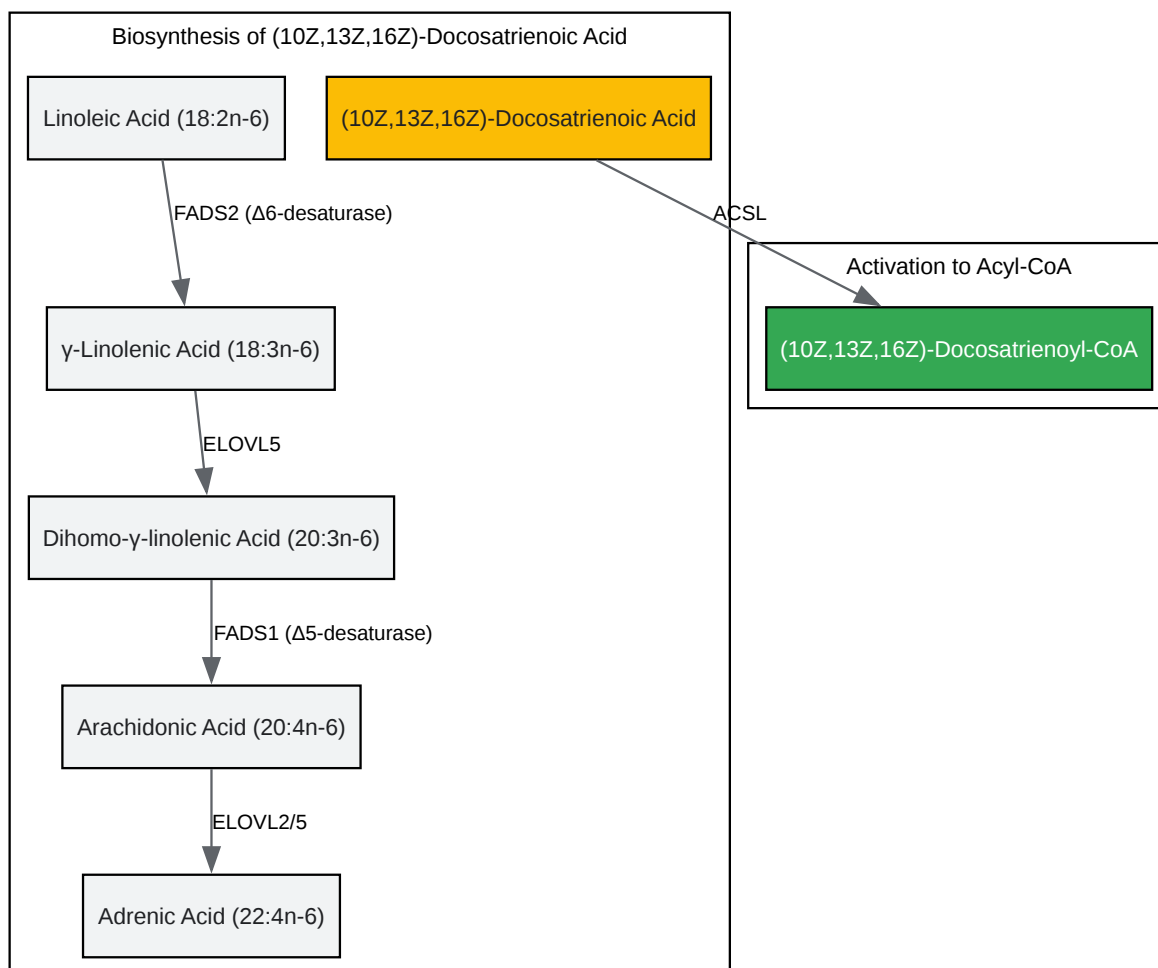 Biosynthesis of (10Z,13Z,16Z)-Docosatrienoic Acid
Linoleic Acid (18:2n-6)
(10Z,13Z,16Z)-Docosatrienoic Acid
FADS2 (Δ6-desaturase)
ACSL
Activation to Acyl-CoA
γ-Linolenic Acid (18:3n-6)
(10Z,13Z,16Z)-Docosatrienoyl-CoA
ELOVL5
Dihomo-γ-linolenic Acid (20:3n-6)
FADS1 (Δ5-desaturase)
Arachidonic Acid (20:4n-6)
ELOVL2/5
Adrenic Acid (22:4n-6)